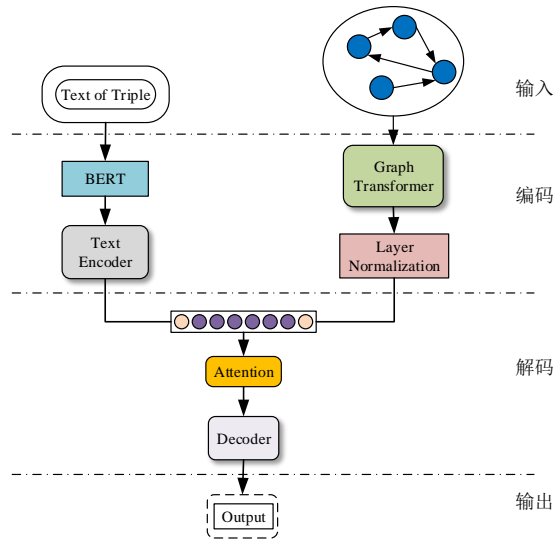 Text of Triple
输入
BERT
Graph
Transformer
编码
Text
Encoder
Layer
Normalization
Attention
解码
Decoder
Output
输出